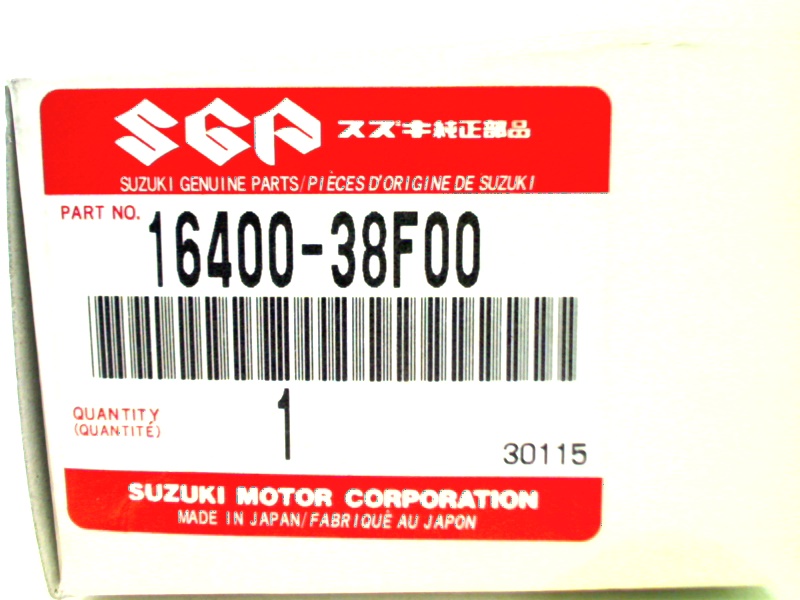 SGP スズキ純正部品
SUZUKI GENUINE PARTS/PIÈCES D'ORIGINE DE SUZUKI
PART NO. 16400-38F00
QUANTITY 1
(QUANTITÉ)
30115
SUZUKI MOTOR CORPORATION
MADE IN JAPAN/FABRIQUÉ AU JAPON